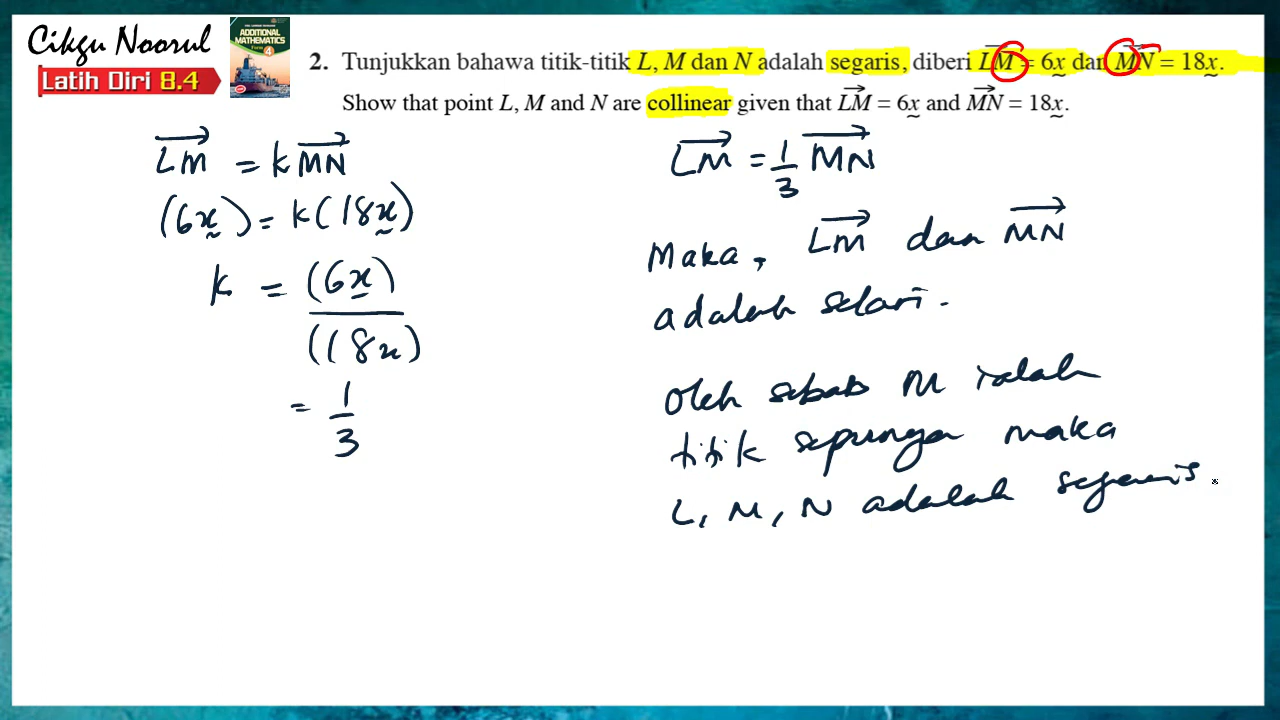 Cikgu Noorul
Latih Diri 8.4
ADDITIONAL
MATHEMATICS
Form 4
2. Tunjukkan bahawa titik-titik L, M dan N adalah segaris, diberi LM→ = 6x̰ dan MN→ = 18x̰.
Show that point L, M and N are collinear given that LM→ = 6x̰ and MN→ = 18x̰.
LM→ = k MN→
(6x̰) = k(18x̰)
k = (6x̰)
(18x)
= 1/3
LM→ = 1/3 MN→
Maka, LM→ dan MN→
adalah selari.
Oleh sebab M ialah
titik sepunya maka
L, M, N adalah segaris.